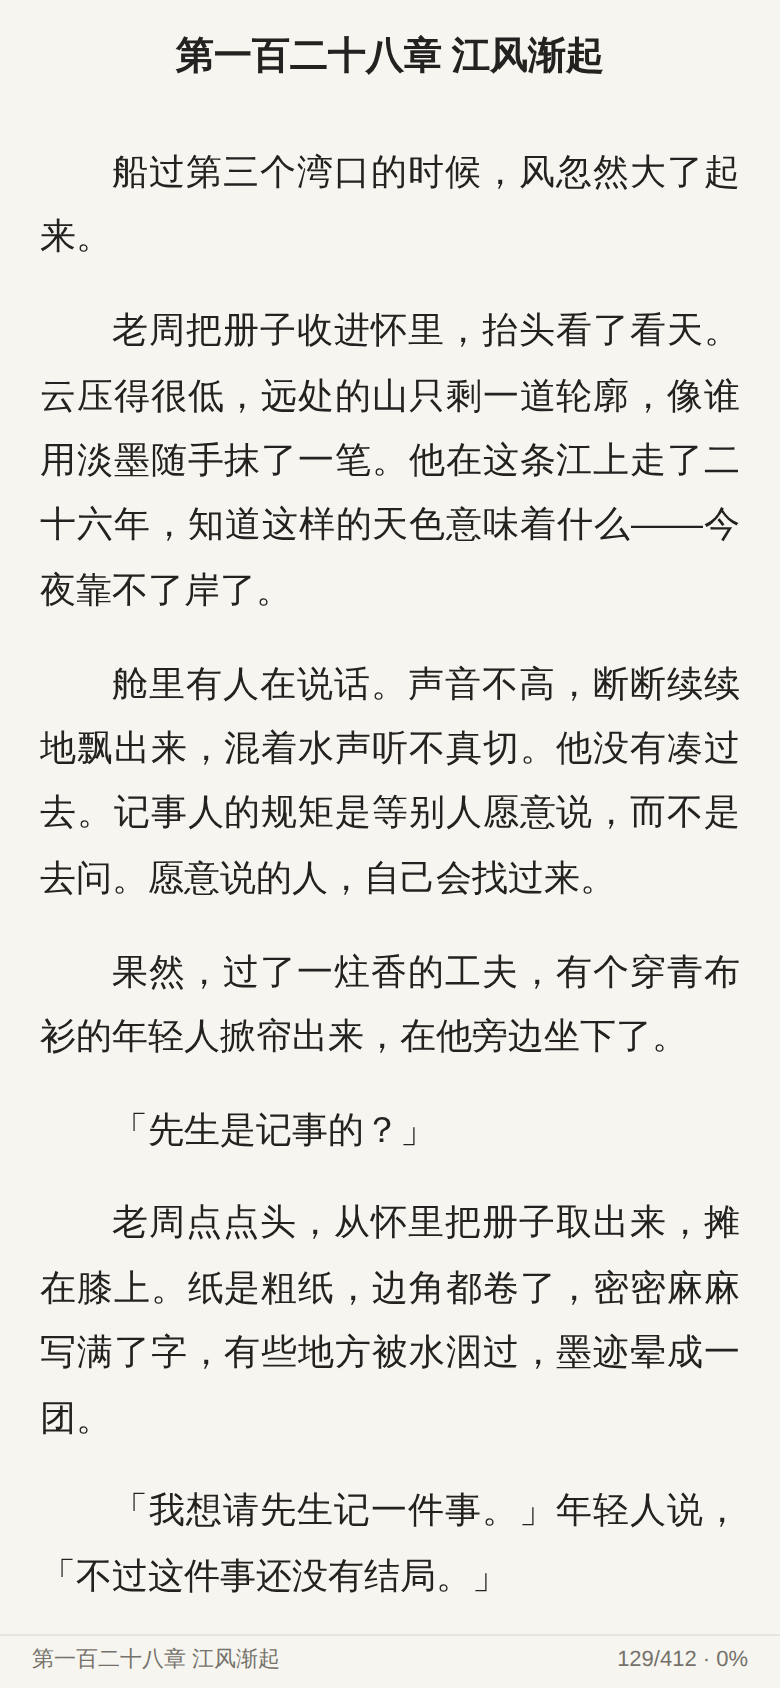 第一百二十八章 江风渐起
船过第三个湾口的时候，风忽然大了起
来。
老周把册子收进怀里，抬头看了看天。
云压得很低，远处的山只剩一道轮廓，像谁
用淡墨随手抹了一笔。他在这条江上走了二
十六年，知道这样的天色意味着什么——今
夜靠不了岸了。
舱里有人在说话。声音不高，断断续续
地飘出来，混着水声听不真切。他没有凑过
去。记事人的规矩是等别人愿意说，而不是
去问。愿意说的人，自己会找过来。
果然，过了一炷香的工夫，有个穿青布
衫的年轻人掀帘出来，在他旁边坐下了。
「先生是记事的？」
老周点点头，从怀里把册子取出来，摊
在膝上。纸是粗纸，边角都卷了，密密麻麻
写满了字，有些地方被水洇过，墨迹晕成一
团。
「我想请先生记一件事。」年轻人说，
「不过这件事还没有结局。」
第一百二十八章 江风渐起
129/412 · 0%